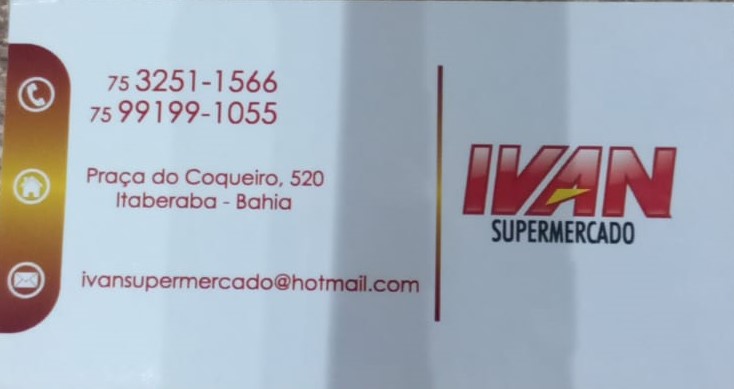 75 3251-1566
75 99199-1055
Praça do Coqueiro, 520
Itaberaba - Bahia
ivansupermercado@hotmail.com
IVAN
SUPERMERCADO